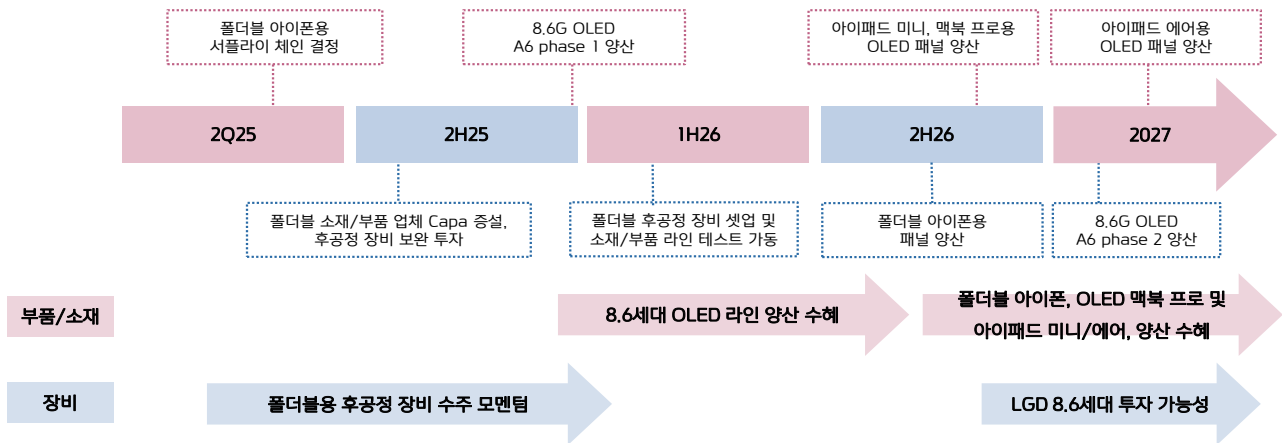 폴더블 아이폰용
서플라이 체인 결정
8.6G OLED
A6 phase 1 양산
아이패드 미니, 맥북 프로용
OLED 패널 양산
아이패드 에어용
OLED 패널 양산
2Q25
2H25
1H26
2H26
2027
폴더블 소재/부품 업체 Capa 증설,
후공정 장비 보완 투자
폴더블 후공정 장비 셋업 및
소재/부품 라인 테스트 가동
폴더블 아이폰용
패널 양산
8.6G OLED
A6 phase 2 양산
부품/소재
8.6세대 OLED 라인 양산 수혜
폴더블 아이폰, OLED 맥북 프로 및
아이패드 미니/에어, 양산 수혜
장비
폴더블용 후공정 장비 수주 모멘텀
LGD 8.6세대 투자 가능성